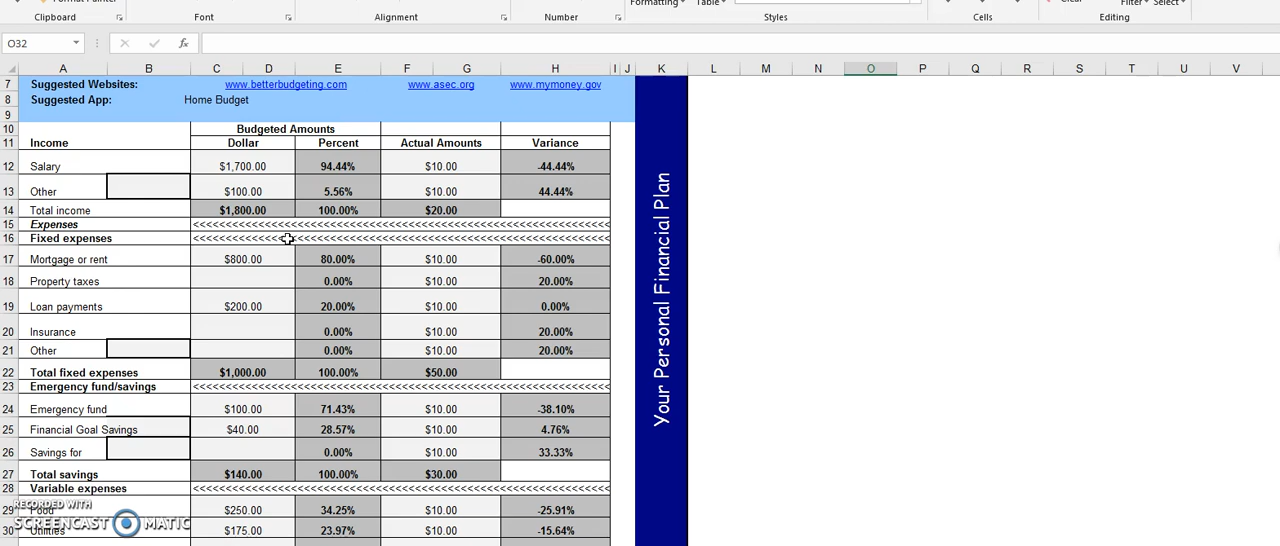 Clipboard Font Alignment Number Formatting Table Styles Cells Clear Filter Select Editing
O32 fx
A B C D E F G H I J K L M N O P Q R S T U V
7 Suggested Websites: www.betterbudgeting.com www.asec.org www.mymoney.gov
8 Suggested App: Home Budget
9
10 Budgeted Amounts
11 Income Dollar Percent Actual Amounts Variance
12 Salary $1,700.00 94.44% $10.00 -44.44%
13 Other $100.00 5.56% $10.00 44.44%
14 Total income $1,800.00 100.00% $20.00
15 Expenses <<<<<<<<<<<<<<<<<<<<<<<<<<<<<<<<<<<<<<<<<<<<<<<<<<<<<<<<<<<<
16 Fixed expenses <<<<<<<<<<<<<<<<<<<<<<<<<<<<<<<<<<<<<<<<<<<<<<<<<<<<<<<<<<<<
17 Mortgage or rent $800.00 80.00% $10.00 -60.00%
18 Property taxes 0.00% $10.00 20.00%
19 Loan payments $200.00 20.00% $10.00 0.00%
20 Insurance 0.00% $10.00 20.00%
21 Other 0.00% $10.00 20.00%
22 Total fixed expenses $1,000.00 100.00% $50.00
23 Emergency fund/savings <<<<<<<<<<<<<<<<<<<<<<<<<<<<<<<<<<<<<<<<<<<<<<<<<<<<<<<<<<<<
24 Emergency fund $100.00 71.43% $10.00 -38.10%
25 Financial Goal Savings $40.00 28.57% $10.00 4.76%
26 Savings for 0.00% $10.00 33.33%
27 Total savings $140.00 100.00% $30.00
28 Variable expenses <<<<<<<<<<<<<<<<<<<<<<<<<<<<<<<<<<<<<<<<<<<<<<<<<<<<<<<<<<<<
29 Food $250.00 34.25% $10.00 -25.91%
30 Utilities $175.00 23.97% $10.00 -15.64%
Your Personal Financial Plan
RECORDED WITH
SCREENCAST MATIC